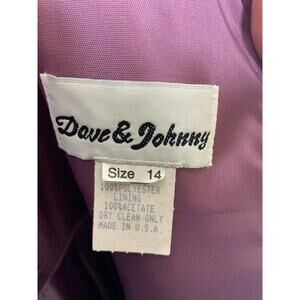 Dave & Johnny
Size 14
100%POLYESTER
LINING
100%ACETATE
DRY CLEAN ONLY
MADE IN U.S.A.